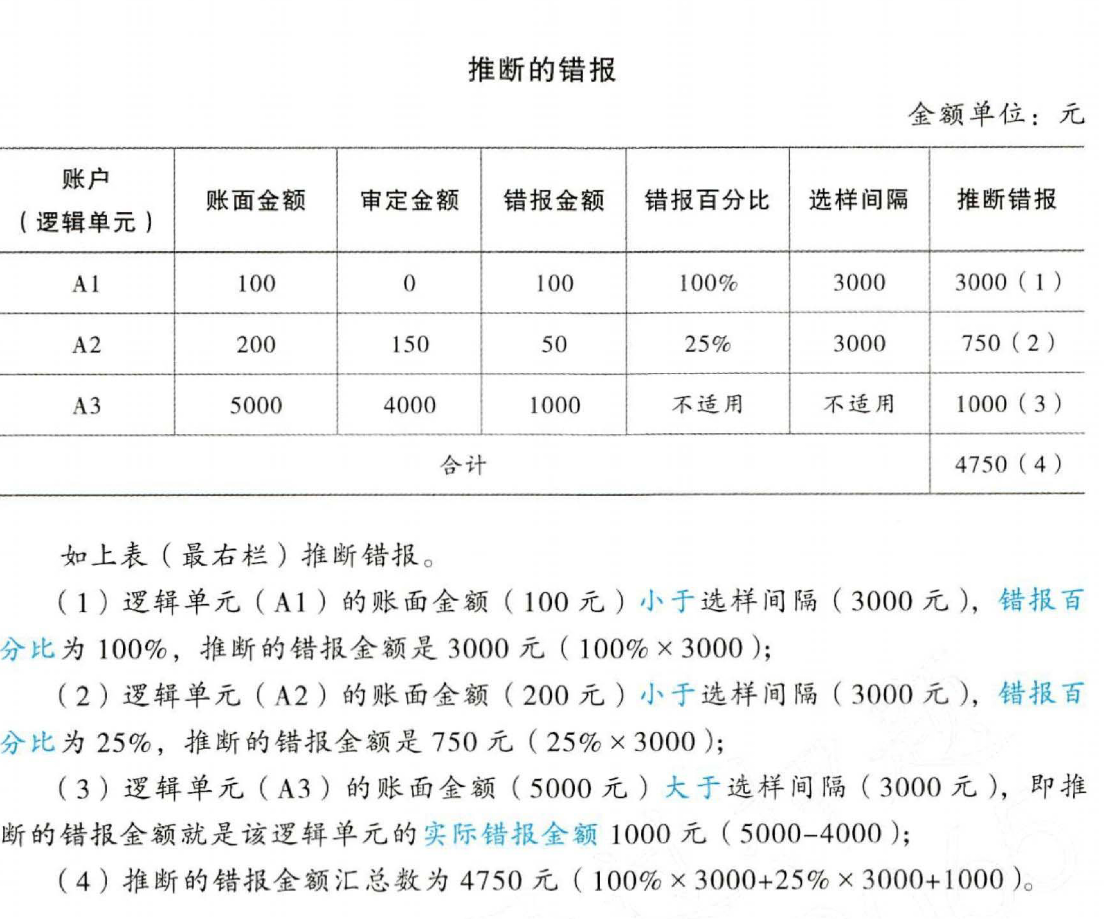 推断的错报
金额单位：元
账户
（逻辑单元） 账面金额 审定金额 错报金额 错报百分比 选样间隔 推断错报
A1 100 0 100 100% 3000 3000（1）
A2 200 150 50 25% 3000 750（2）
A3 5000 4000 1000 不适用 不适用 1000（3）
合计 4750（4）
如上表（最右栏）推断错报。
（1）逻辑单元（A1）的账面金额（100 元）小于选样间隔（3000 元），错报百
分比为 100%，推断的错报金额是 3000 元（100%×3000）；
（2）逻辑单元（A2）的账面金额（200 元）小于选样间隔（3000 元），错报百
分比为 25%，推断的错报金额是 750 元（25%×3000）；
（3）逻辑单元（A3）的账面金额（5000 元）大于选样间隔（3000 元），即推
断的错报金额就是该逻辑单元的实际错报金额 1000 元（5000-4000）；
（4）推断的错报金额汇总数为 4750 元（100%×3000+25%×3000+1000）。